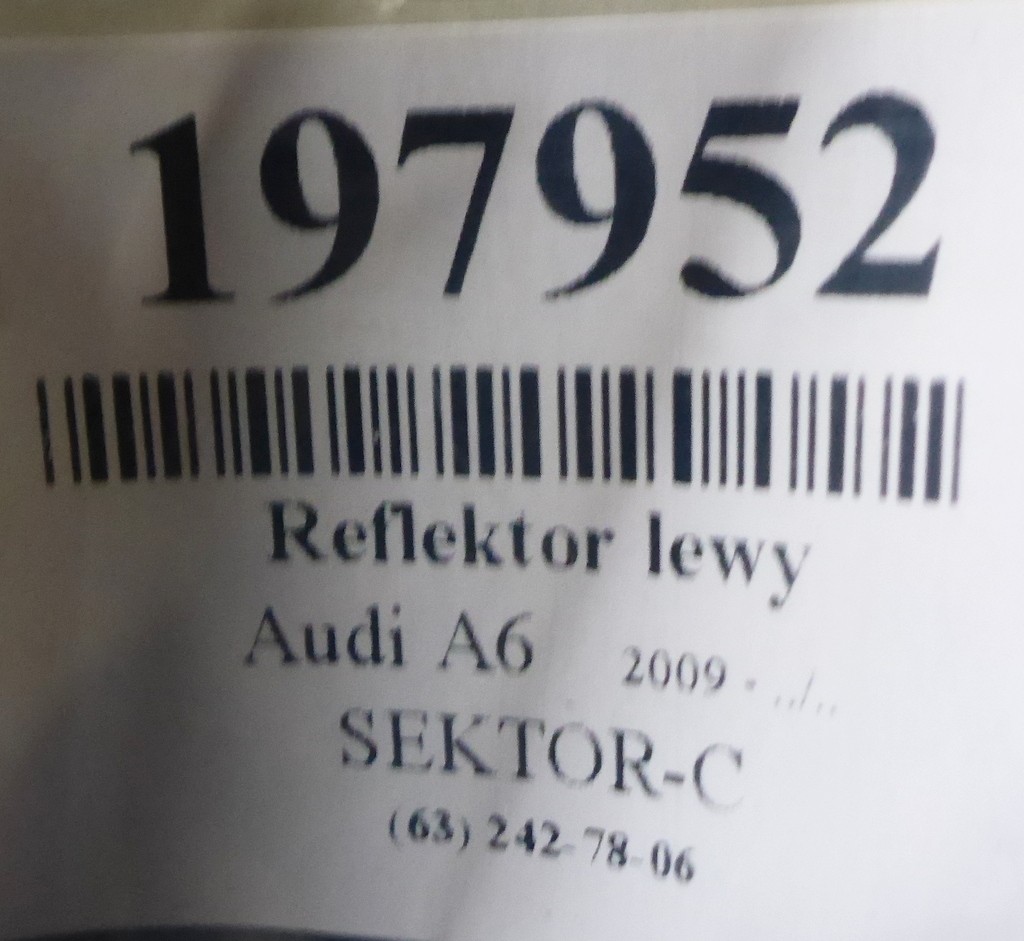 197952
Reflektor lewy
Audi A6 2009 - ../..
SEKTOR-C
(63) 242-78-06